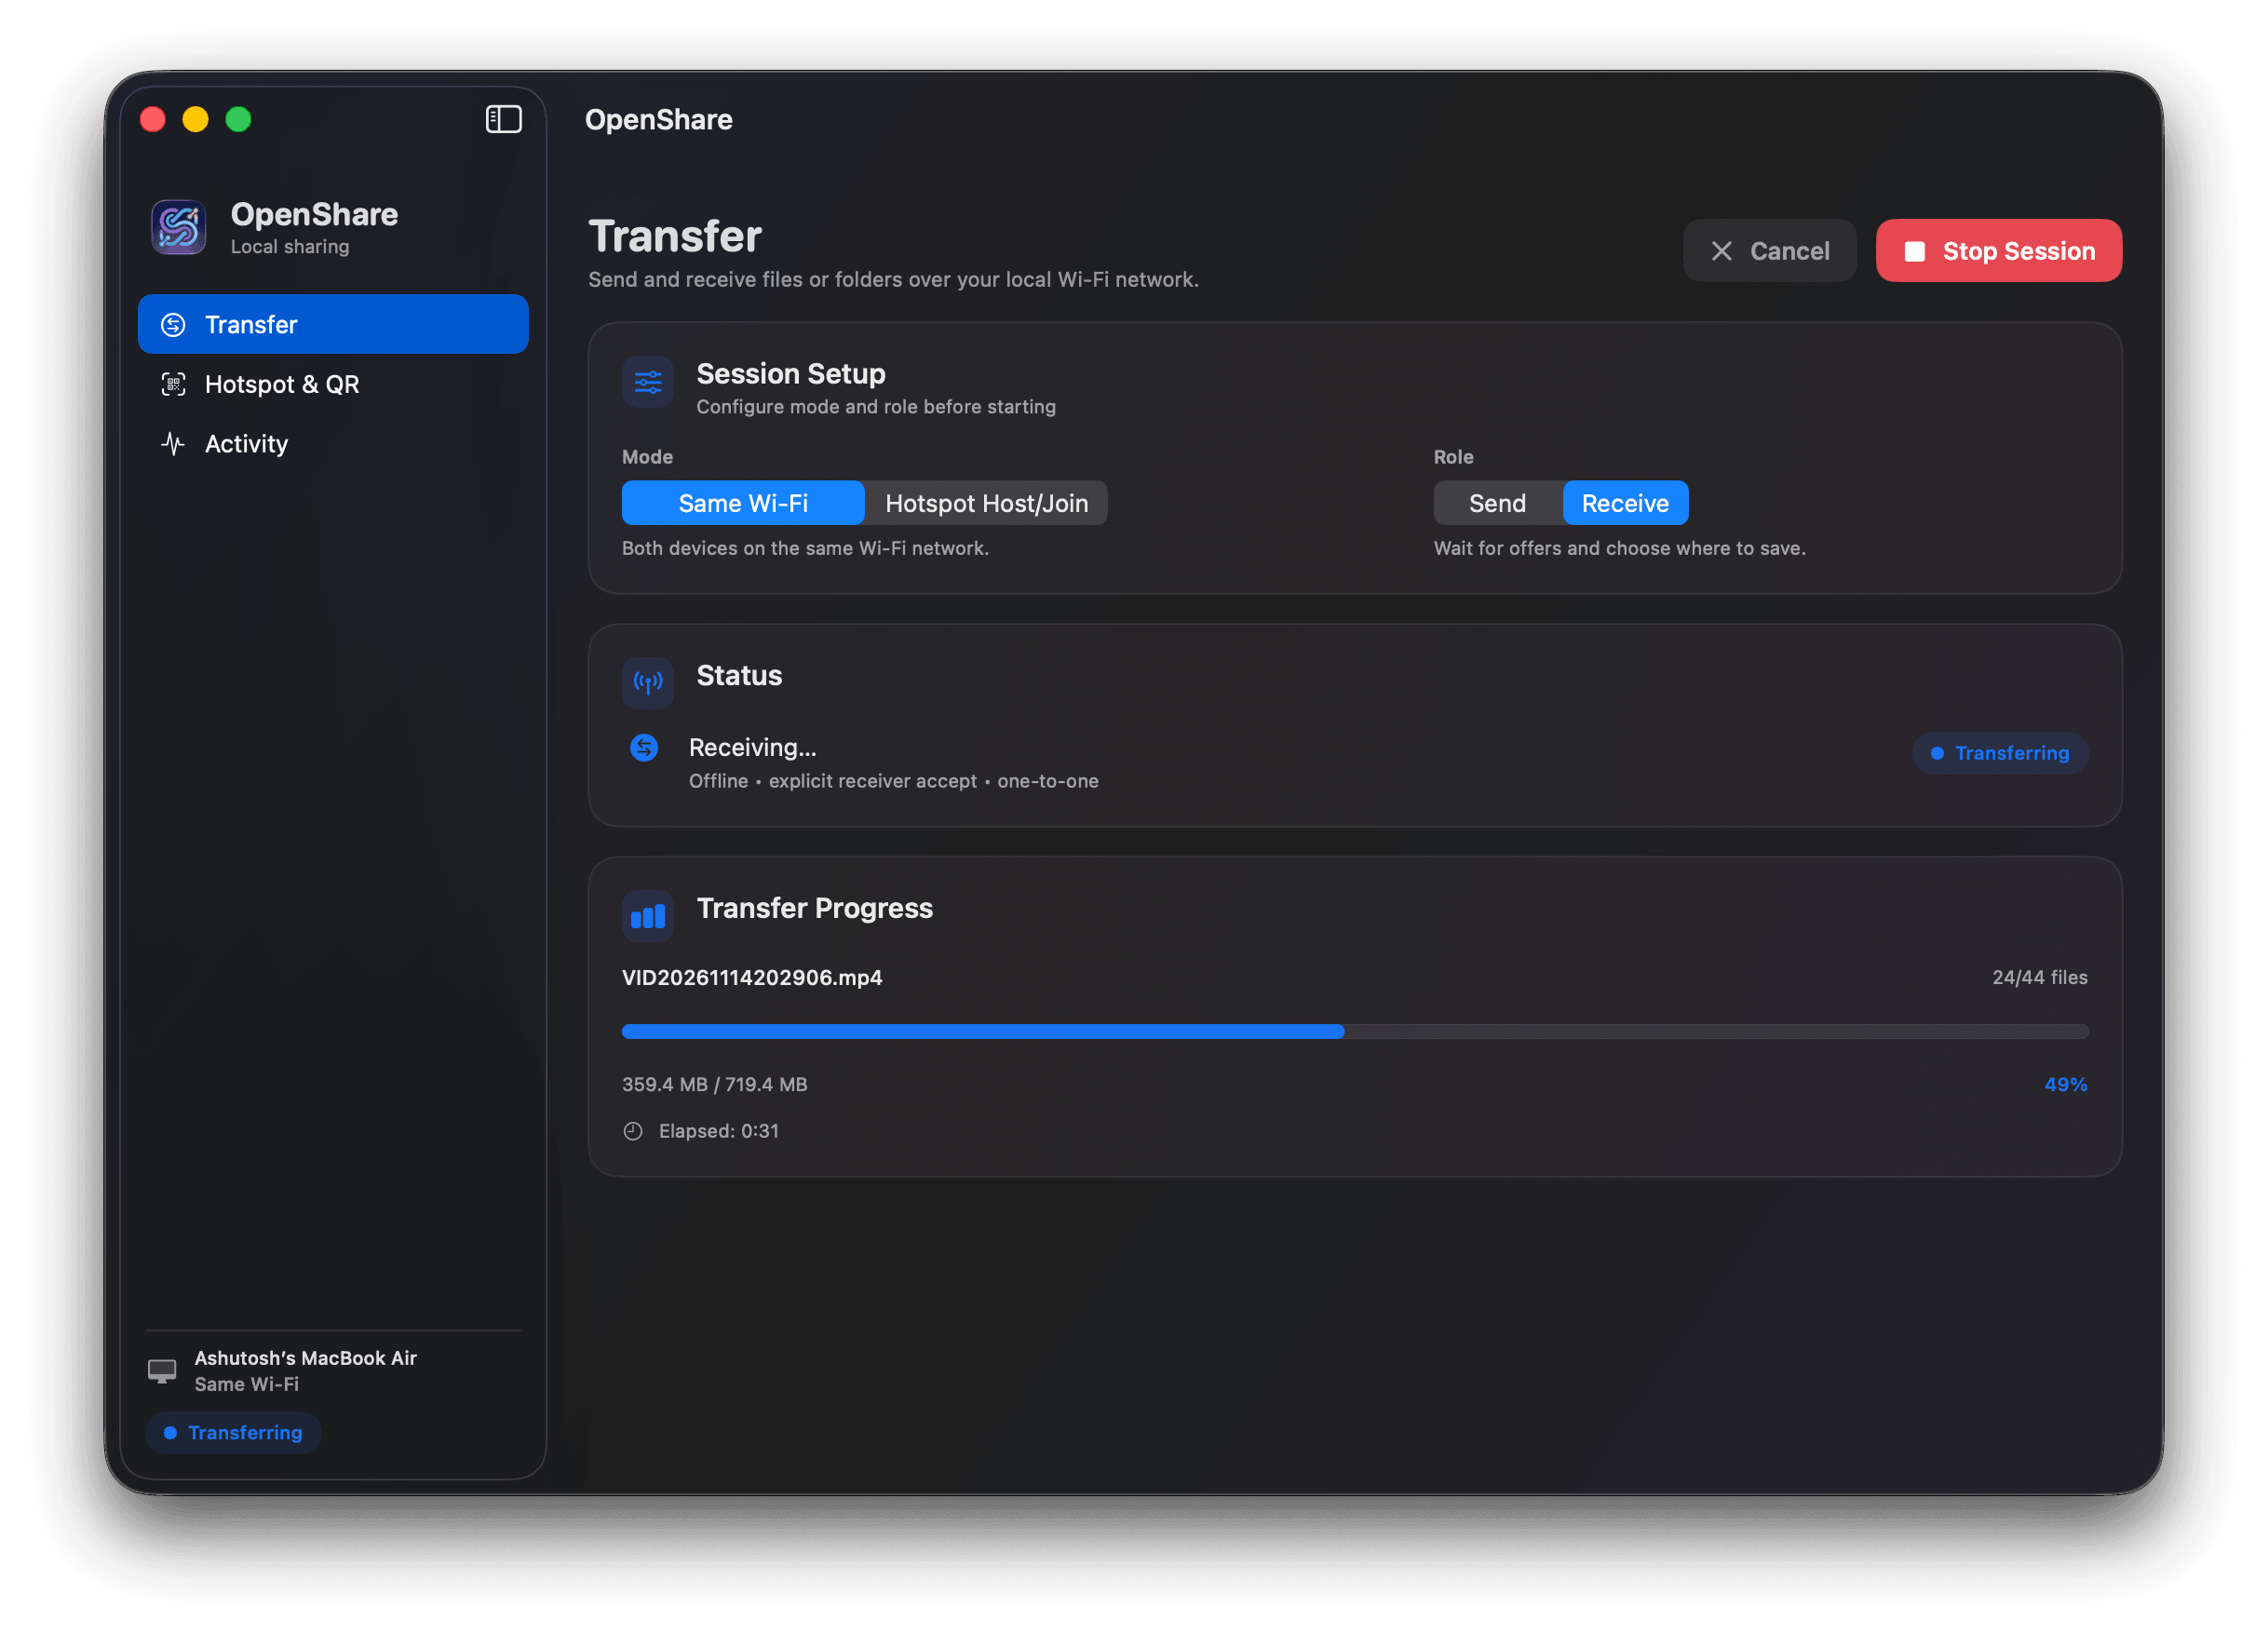 OpenShare
OpenShare
Local sharing
Transfer
Hotspot & QR
Activity
Ashutosh’s MacBook Air
Same Wi-Fi
Transferring
Transfer
Send and receive files or folders over your local Wi-Fi network.
Cancel
Stop Session
Session Setup
Configure mode and role before starting
Mode
Same Wi-Fi
Hotspot Host/Join
Both devices on the same Wi-Fi network.
Role
Send
Receive
Wait for offers and choose where to save.
Status
Receiving...
Offline • explicit receiver accept • one-to-one
Transferring
Transfer Progress
VID20261114202906.mp4
24/44 files
359.4 MB / 719.4 MB
49%
Elapsed: 0:31